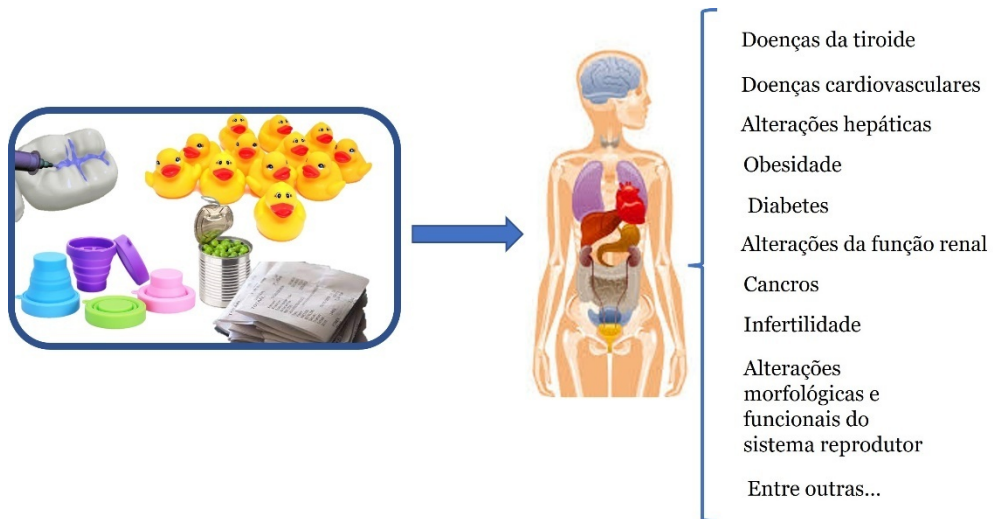 Doenças da tiroide
Doenças cardiovasculares
Alterações hepáticas
Obesidade
Diabetes
Alterações da função renal
Cancros
Infertilidade
Alterações
morfológicas e
funcionais do
sistema reprodutor
Entre outras...